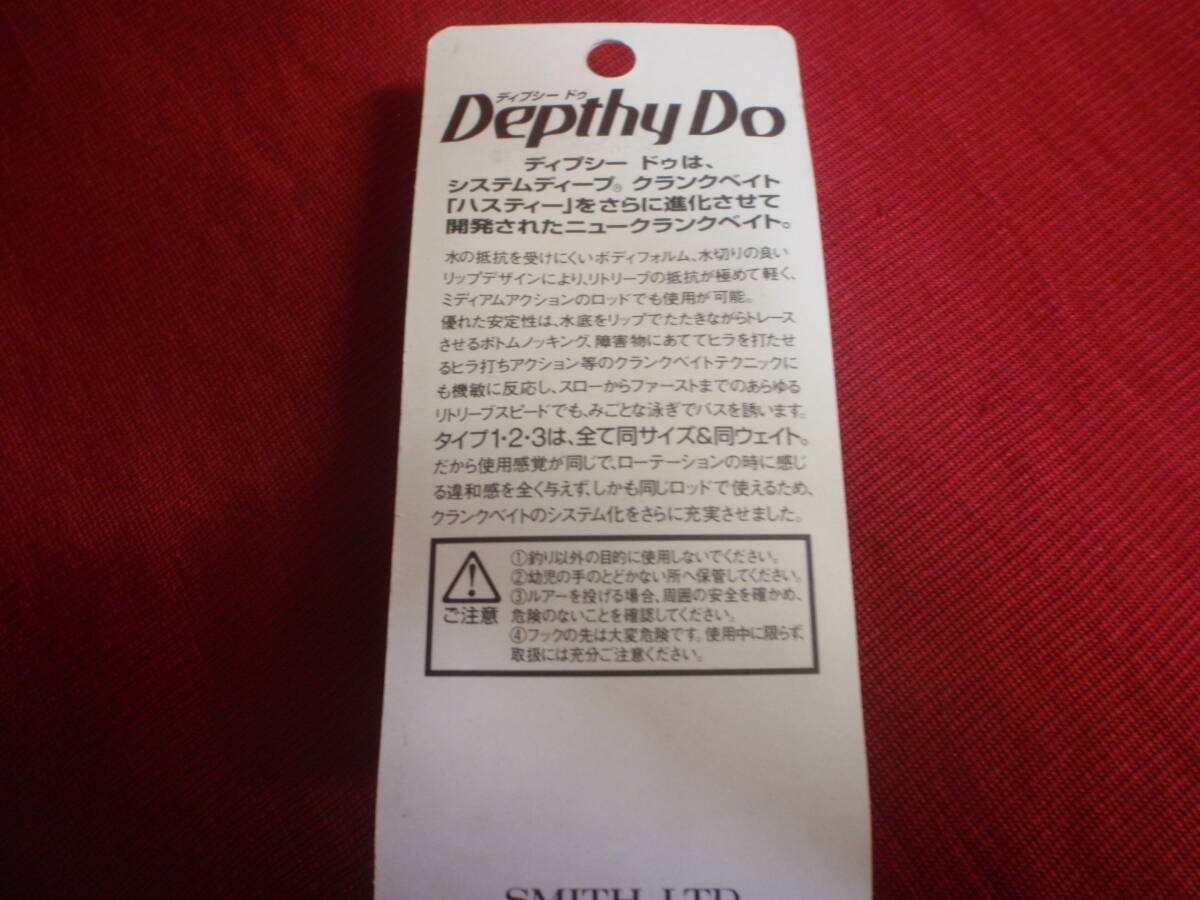 ディプシー ドゥ
Depthy Do
ディプシー ドゥは、
システムディープ® クランクベイト
「ハスティー」をさらに進化させて
開発されたニュークランクベイト。
水の抵抗を受けにくいボディフォルム、水切りの良い
リップデザインにより、リトリーブの抵抗が極めて軽く、
ミディアムアクションのロッドでも使用が可能。
優れた安定性は、水底をリップでたたきながらトレース
させるボトムノッキング、障害物にあててヒラを打たせ
るヒラ打ちアクション等のクランクベイトテクニックに
も機敏に反応し、スローからファーストまでのあらゆる
リトリーブスピードでも、みごとな泳ぎでバスを誘います。
タイプ1・2・3は、全て同サイズ&同ウェイト。
だから使用感覚が同じで、ローテーションの時に感じ
る違和感を全く与えず、しかも同じロッドで使えるため、
クランクベイトのシステム化をさらに充実させました。
ご注意
①釣り以外の目的に使用しないでください。
②幼児の手のとどかない所へ保管してください。
③ルアーを投げる場合、周囲の安全を確かめ、
危険のないことを確認してください。
④フックの先は大変危険です。使用中に限らず、
取扱には充分ご注意ください。
SMITH LTD